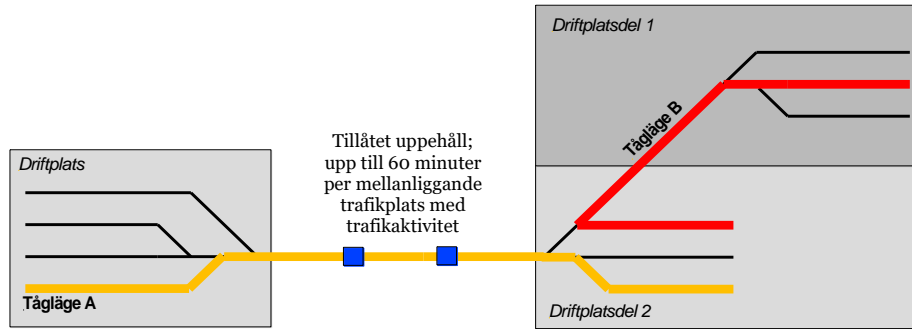 Driftplatsdel 1
Tågläge B
Tillåtet uppehåll;
upp till 60 minuter
per mellanliggande
trafikplats med
trafikaktivitet
Driftplats
Tågläge A
Driftplatsdel 2